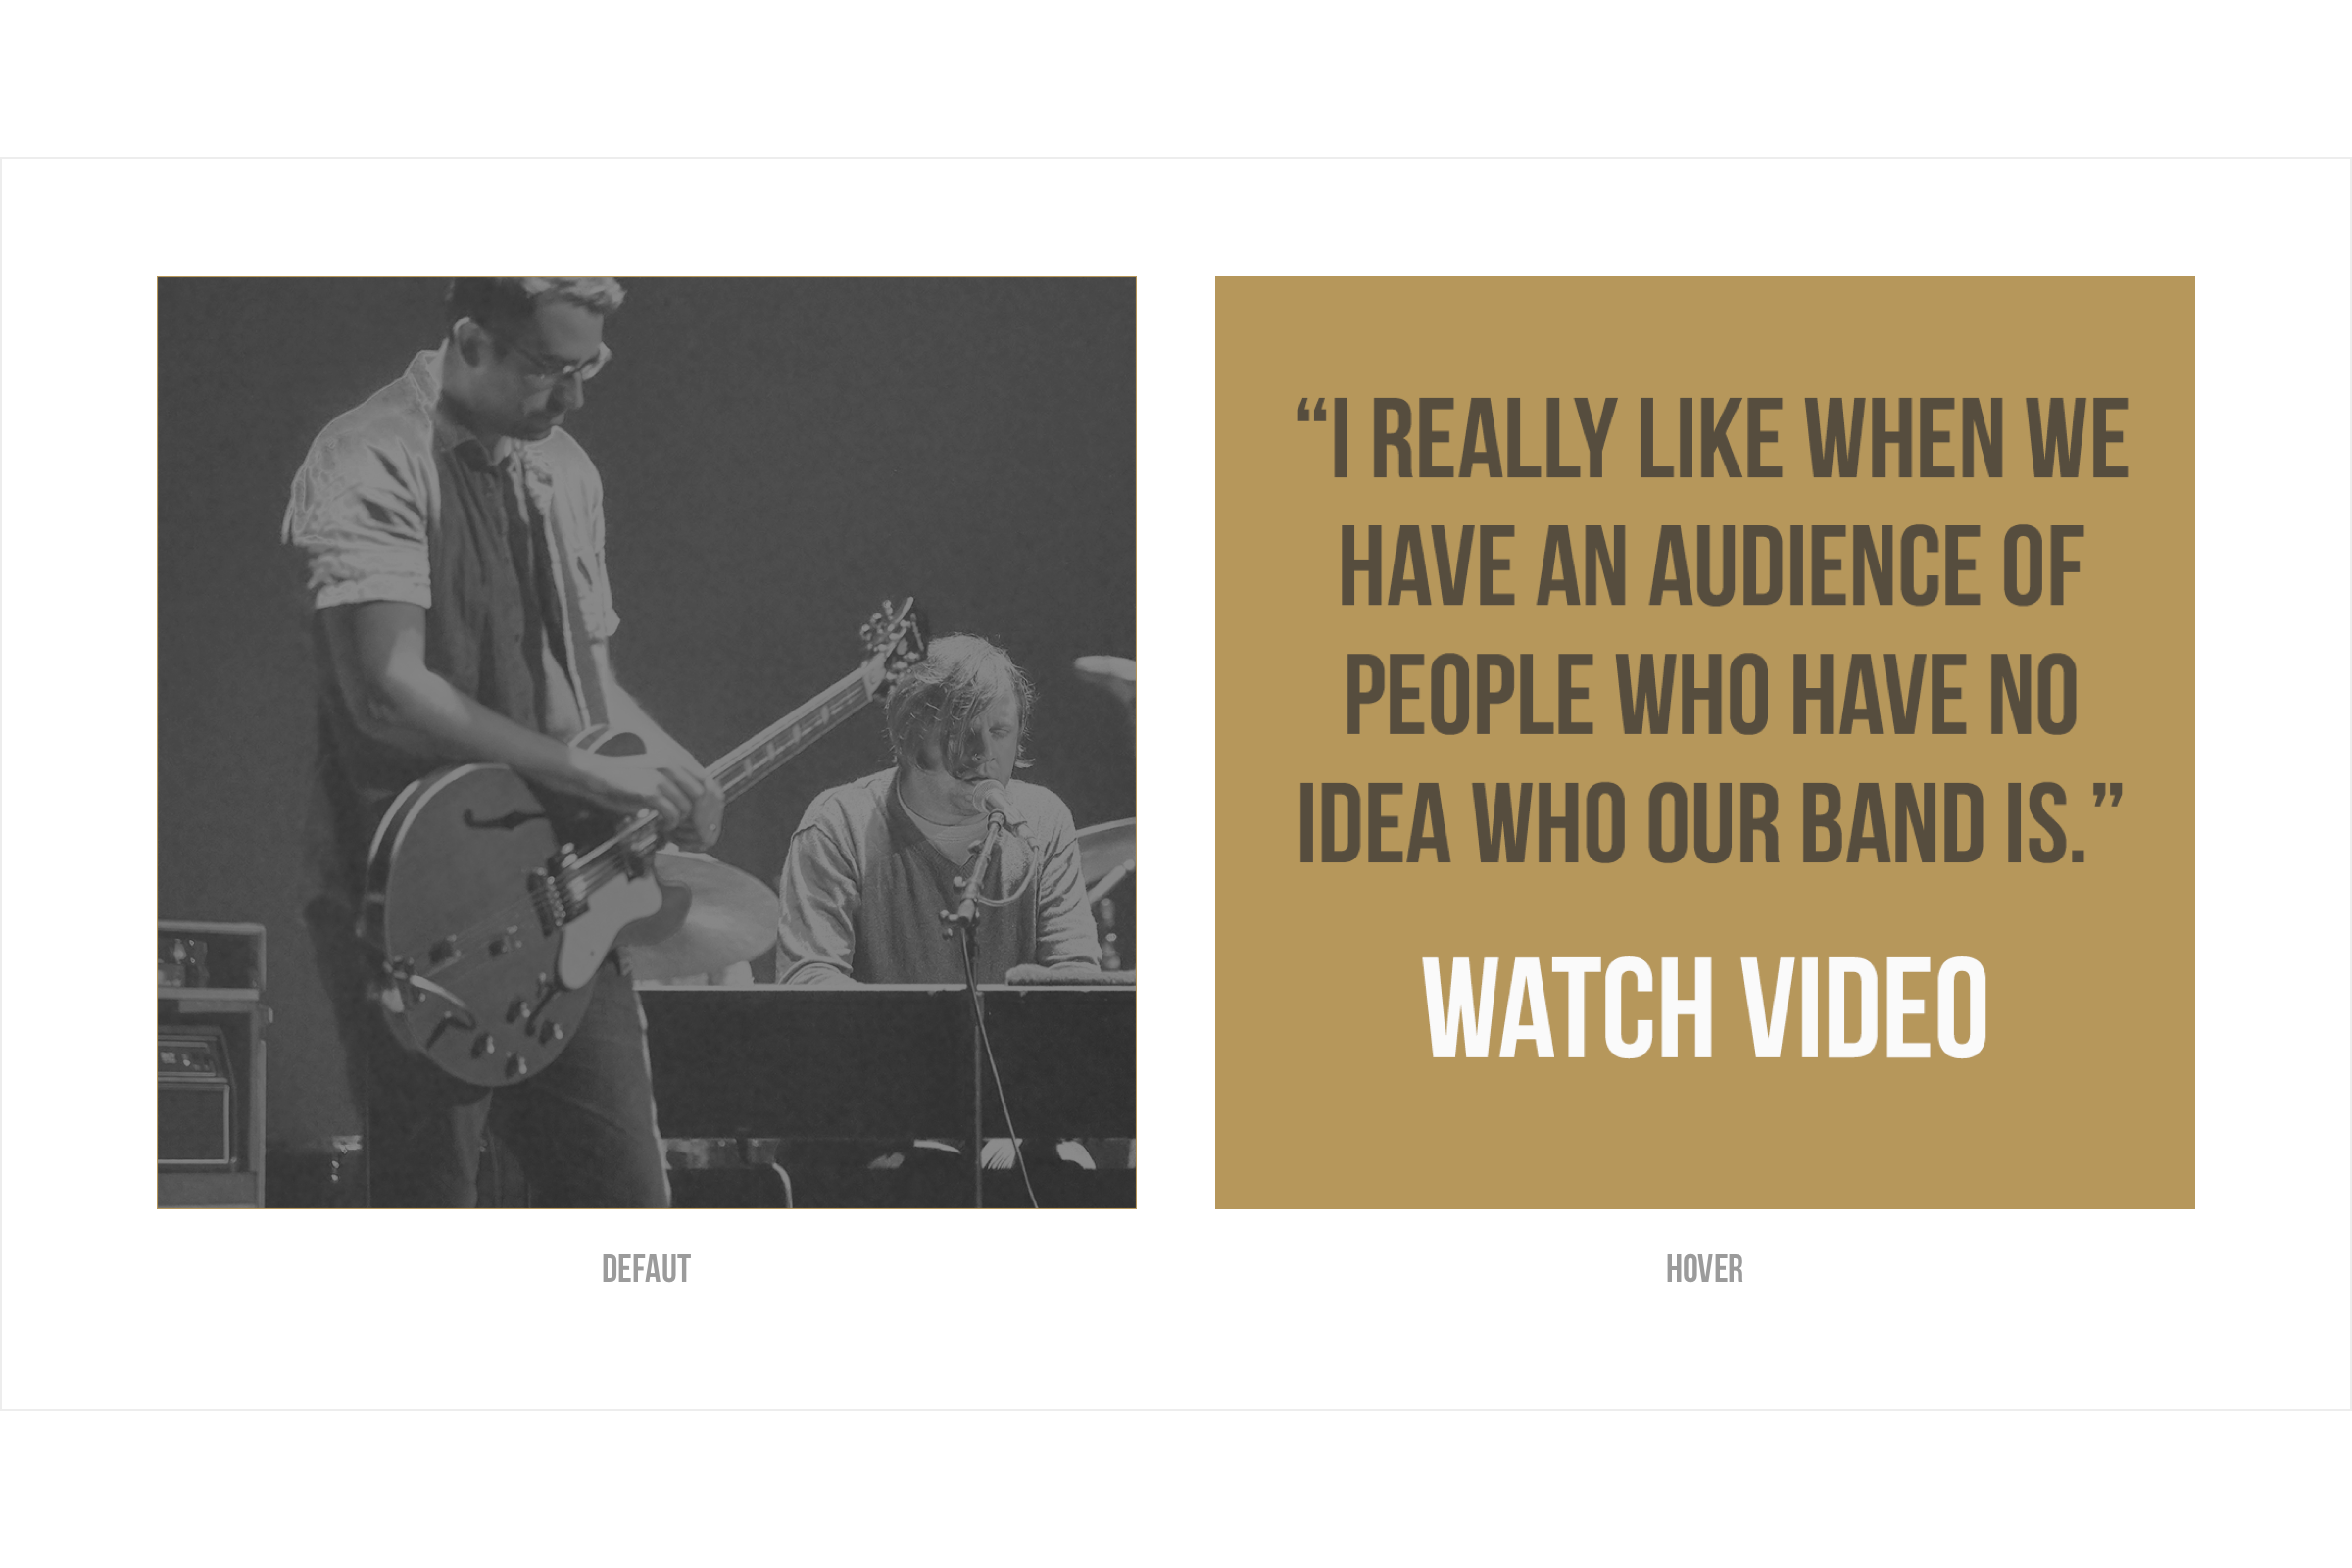 “I REALLY LIKE WHEN WE
HAVE AN AUDIENCE OF
PEOPLE WHO HAVE NO
IDEA WHO OUR BAND IS.”
WATCH VIDEO
DEFAUT
HOVER